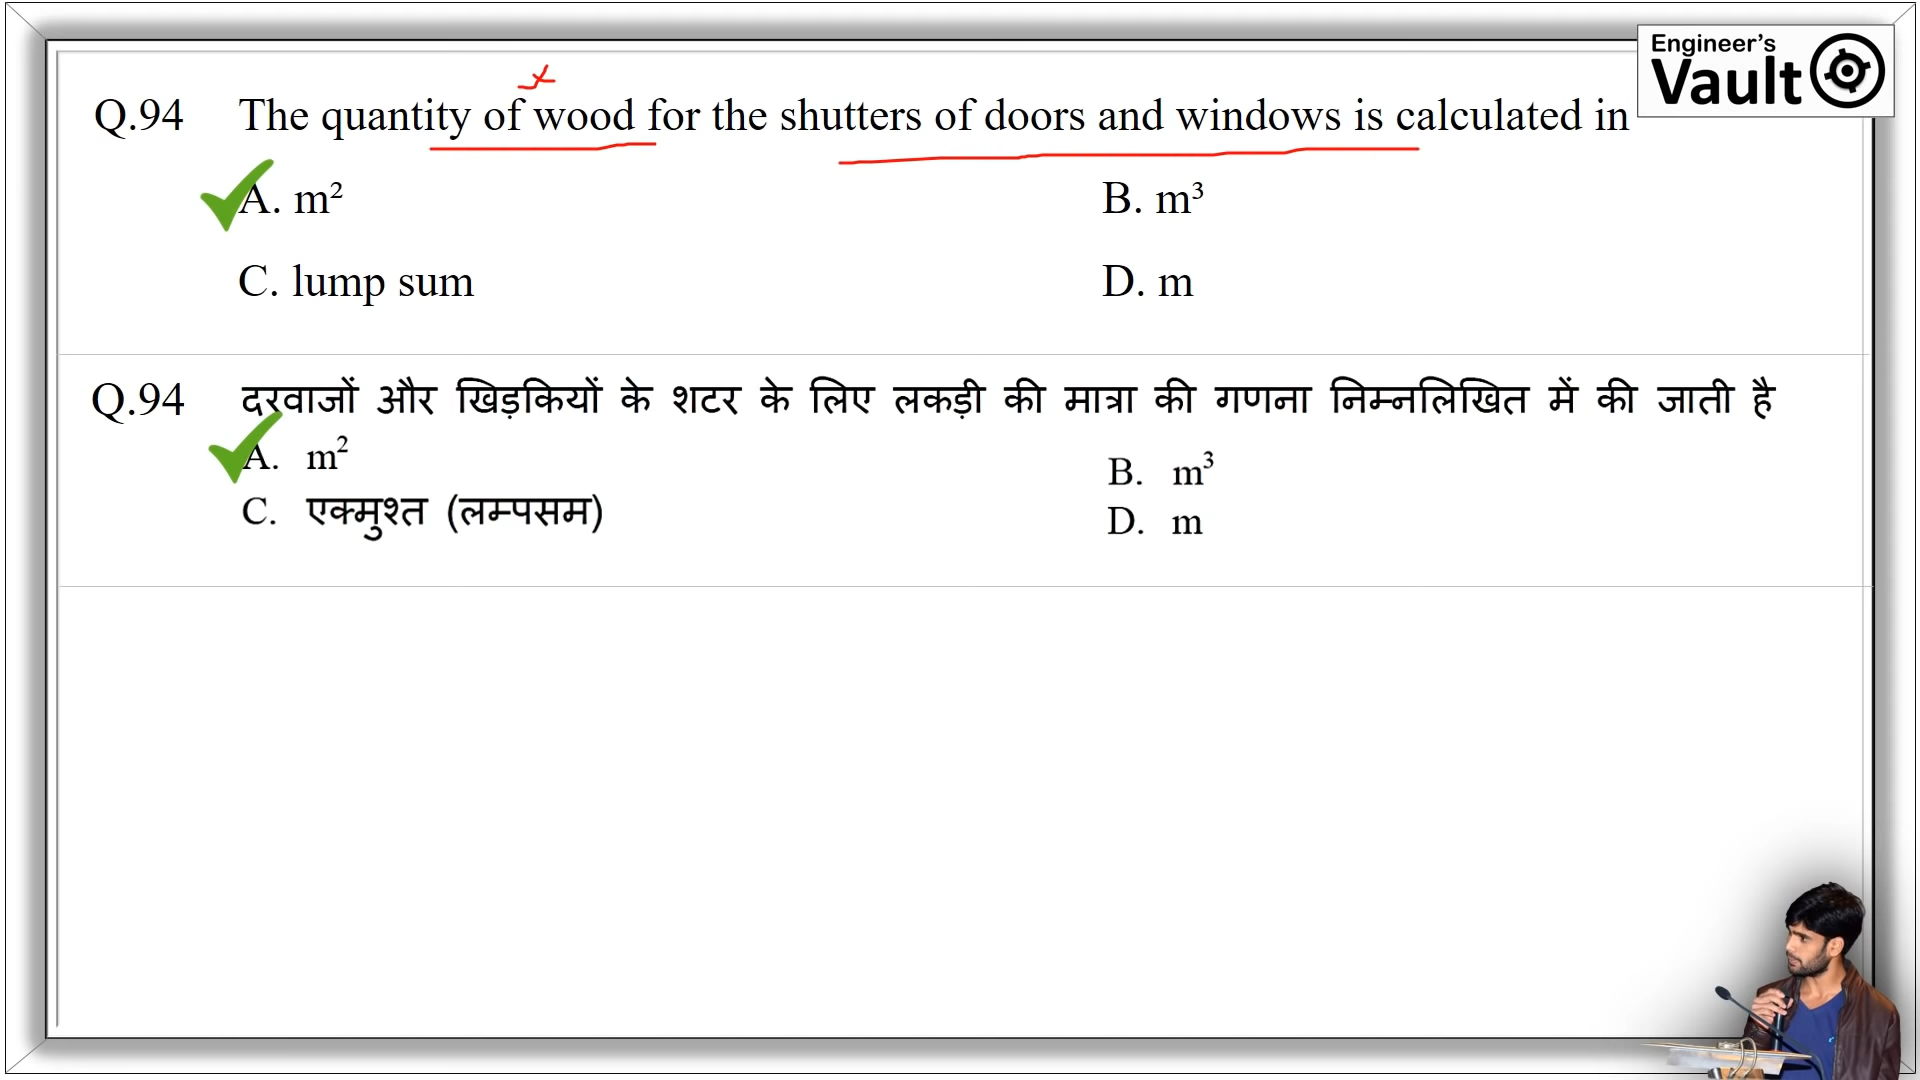 Engineer's
Vault
Q.94 The quantity of wood for the shutters of doors and windows is calculated in
A. m² B. m³
C. lump sum D. m
Q.94 दरवाजों और खिड़कियों के शटर के लिए लकड़ी की मात्रा की गणना निम्नलिखित में की जाती है
A. m² B. m³
C. एकमुश्त (लम्पसम) D. m